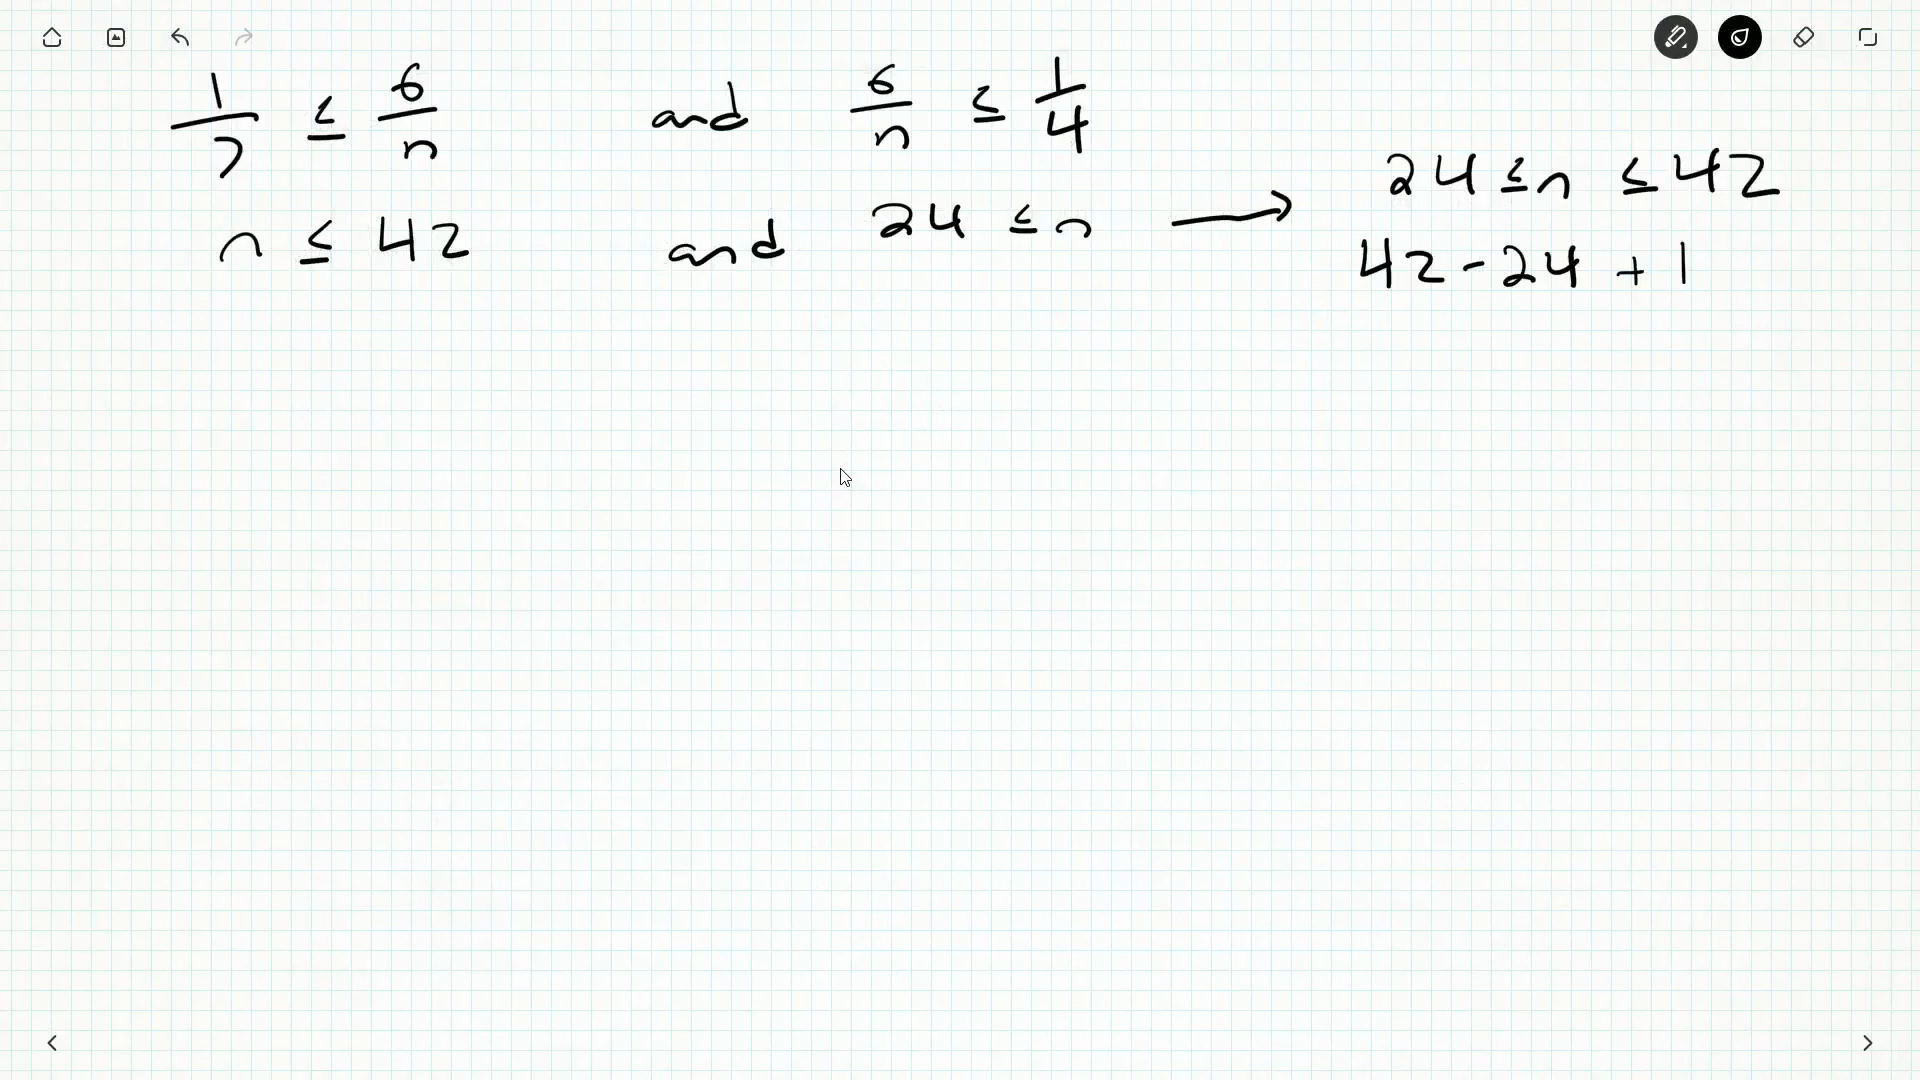 1/7 ≤ 6/n and 6/n ≤ 1/4
n ≤ 42 and 24 ≤ n → 24 ≤ n ≤ 42
42 - 24 + 1